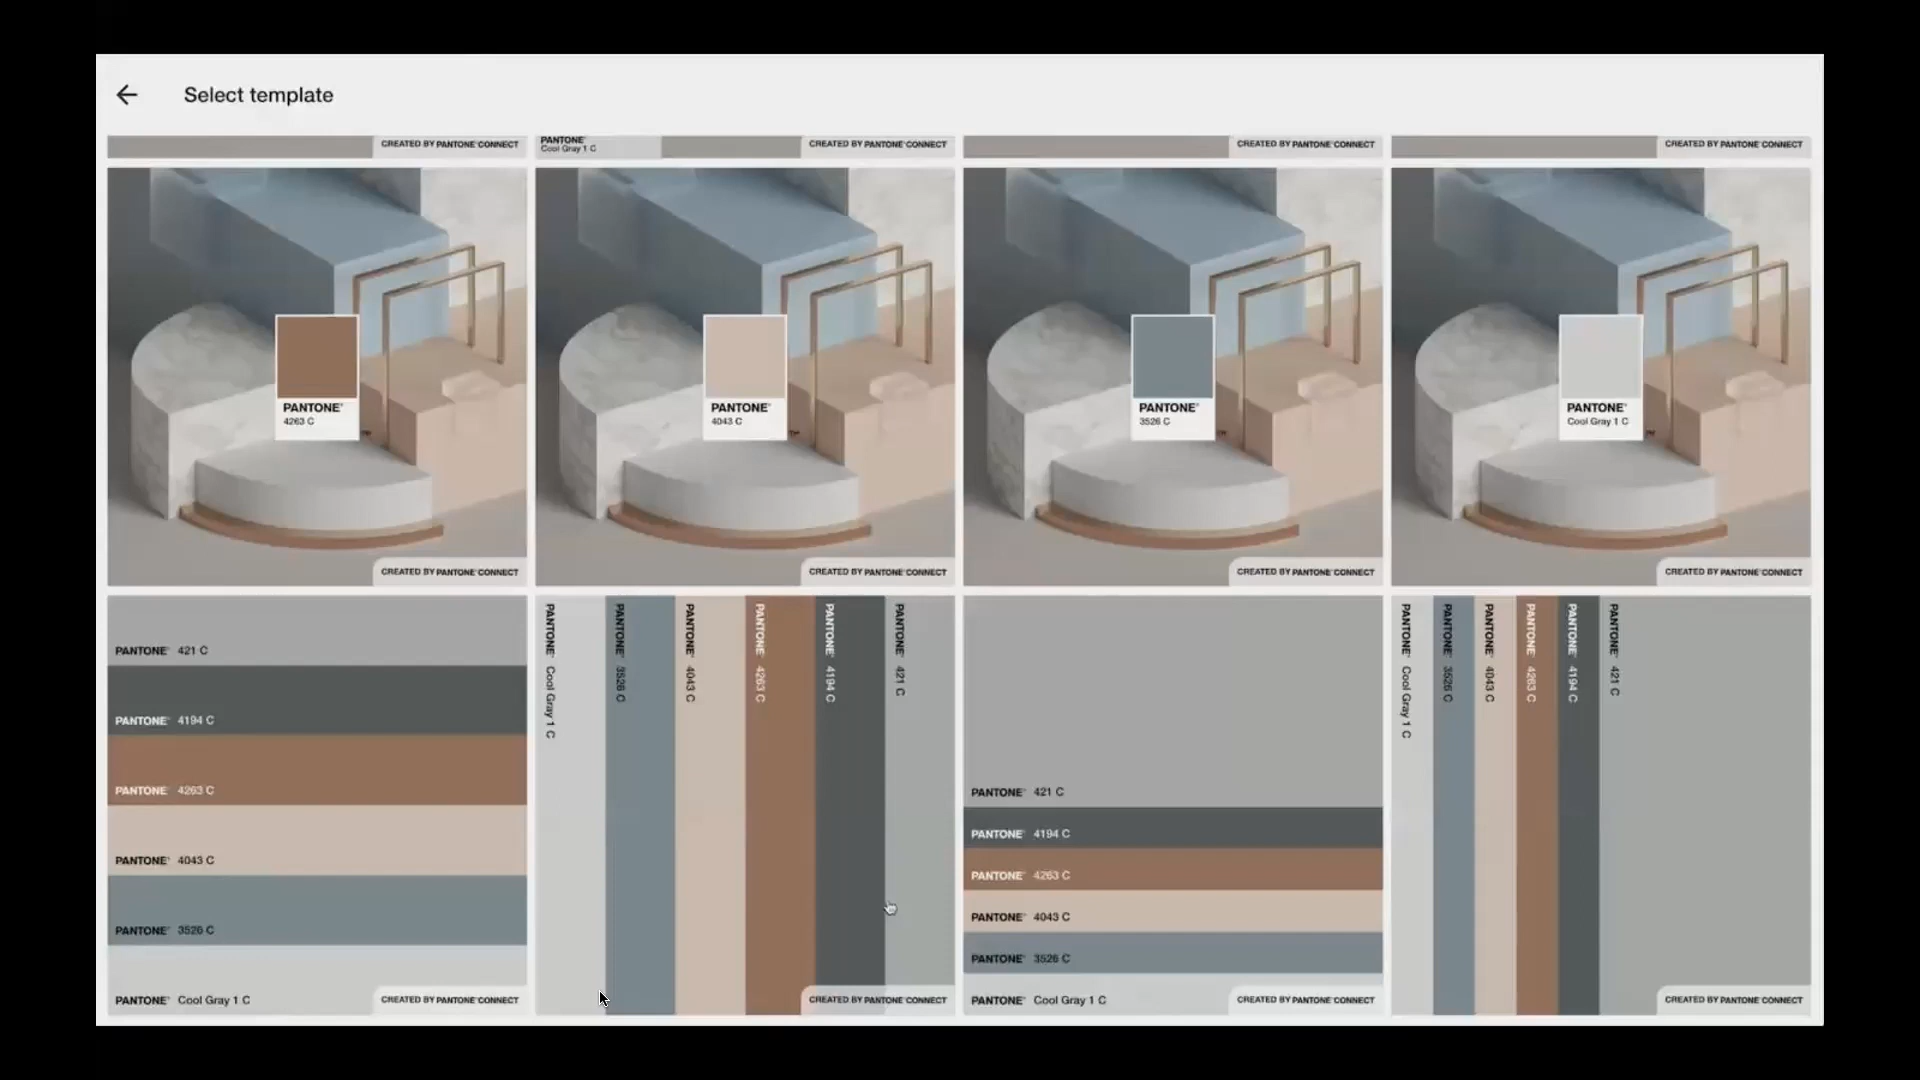 Select template
CREATED BY PANTONE® CONNECT
PANTONE®
Cool Gray 1 C
CREATED BY PANTONE® CONNECT
CREATED BY PANTONE® CONNECT
CREATED BY PANTONE® CONNECT
PANTONE®
4263 C
TM
CREATED BY PANTONE® CONNECT
PANTONE®
4043 C
TM
CREATED BY PANTONE® CONNECT
PANTONE®
3526 C
TM
CREATED BY PANTONE® CONNECT
PANTONE®
Cool Gray 1 C
TM
CREATED BY PANTONE® CONNECT
PANTONE® 421 C
PANTONE® 4194 C
PANTONE® 4263 C
PANTONE® 4043 C
PANTONE® 3526 C
PANTONE® Cool Gray 1 C
CREATED BY PANTONE® CONNECT
PANTONE® Cool Gray 1 C
PANTONE® 3526 C
PANTONE® 4043 C
PANTONE® 4263 C
PANTONE® 4194 C
PANTONE® 421 C
CREATED BY PANTONE® CONNECT
PANTONE® 421 C
PANTONE® 4194 C
PANTONE® 4263 C
PANTONE® 4043 C
PANTONE® 3526 C
PANTONE® Cool Gray 1 C
CREATED BY PANTONE® CONNECT
PANTONE® Cool Gray 1 C
PANTONE® 3526 C
PANTONE® 4043 C
PANTONE® 4263 C
PANTONE® 4194 C
PANTONE® 421 C
CREATED BY PANTONE® CONNECT